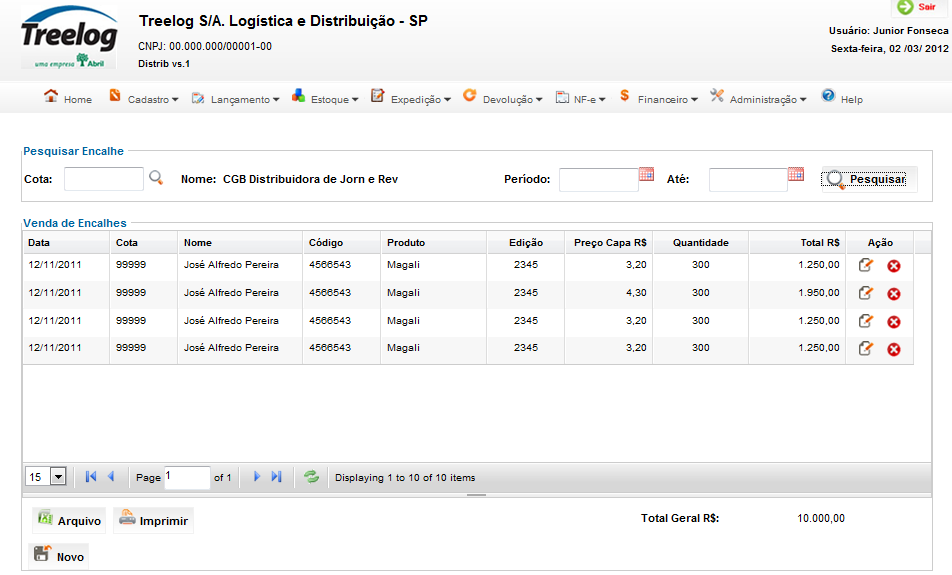 Treelog
uma empresa Abril
Treelog S/A. Logística e Distribuição - SP
CNPJ: 00.000.000/00001-00
Distrib vs.1
Sair
Usuário: Junior Fonseca
Sexta-feira, 02 /03/ 2012
Home Cadastro Lançamento Estoque Expedição Devolução NF-e Financeiro Administração Help
Pesquisar Encalhe
Cota: Nome: CGB Distribuidora de Jorn e Rev Período: Até: Pesquisar
Venda de Encalhes
Data Cota Nome Código Produto Edição Preço Capa R$ Quantidade Total R$ Ação
12/11/2011 99999 José Alfredo Pereira 4566543 Magali 2345 3,20 300 1.250,00
12/11/2011 99999 José Alfredo Pereira 4566543 Magali 2345 4,30 300 1.950,00
12/11/2011 99999 José Alfredo Pereira 4566543 Magali 2345 3,20 300 1.250,00
12/11/2011 99999 José Alfredo Pereira 4566543 Magali 2345 3,20 300 1.250,00
15 Page 1 of 1 Displaying 1 to 10 of 10 items
Arquivo Imprimir Total Geral R$: 10.000,00
Novo